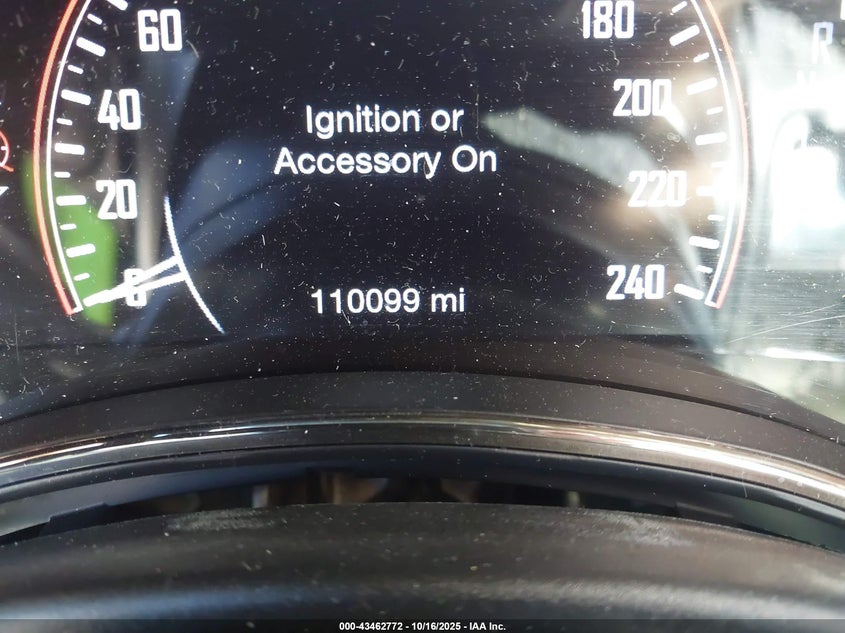 60
180
40
200
Ignition or
Accessory On
20
220
0
240
110099 mi
R
N
000-43462772 - 10/16/2025 - IAA Inc.